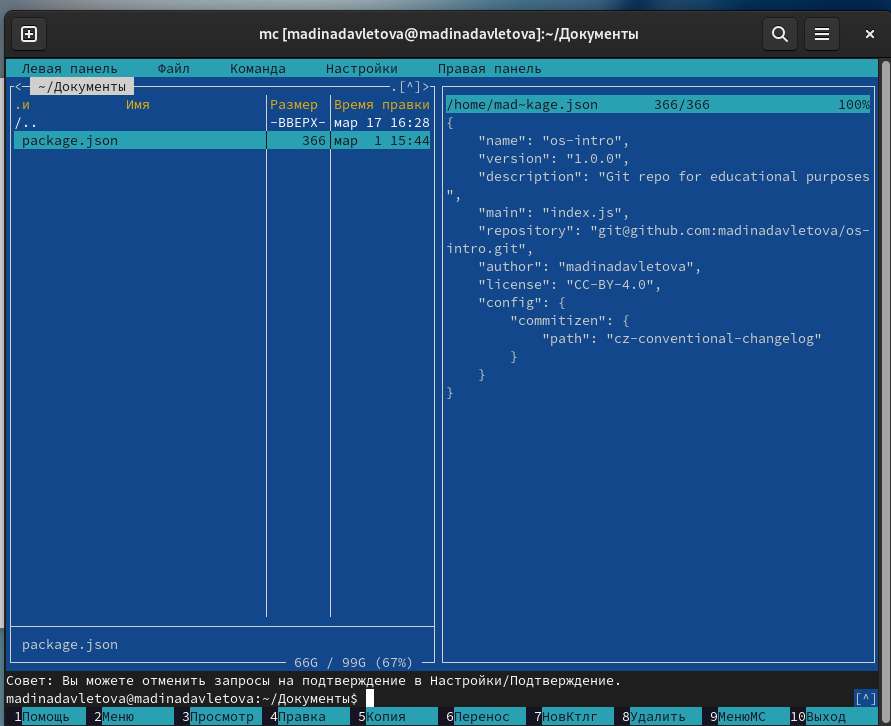 mc [madinadavletova@madinadavletova]:~/Документы
Левая панель Файл Команда Настройки Правая панель
<─ ~/Документы .[^]>
.и Имя Размер Время правки
/.. -ВВЕРХ- мар 17 16:28
package.json 366 мар 1 15:44
package.json
66G / 99G (67%)
/home/mad~kage.json 366/366 100%
{
"name": "os-intro",
"version": "1.0.0",
"description": "Git repo for educational purposes
",
"main": "index.js",
"repository": "git@github.com:madinadavletova/os-
intro.git",
"author": "madinadavletova",
"license": "CC-BY-4.0",
"config": {
"commitizen": {
"path": "cz-conventional-changelog"
}
}
}
Совет: Вы можете отменить запросы на подтверждение в Настройки/Подтверждение.
madinadavletova@madinadavletova:~/Документы$ [^]
1Помощь 2Меню 3Просмотр 4Правка 5Копия 6Перенос 7НовКтлг 8Удалить 9МенюМС 10Выход